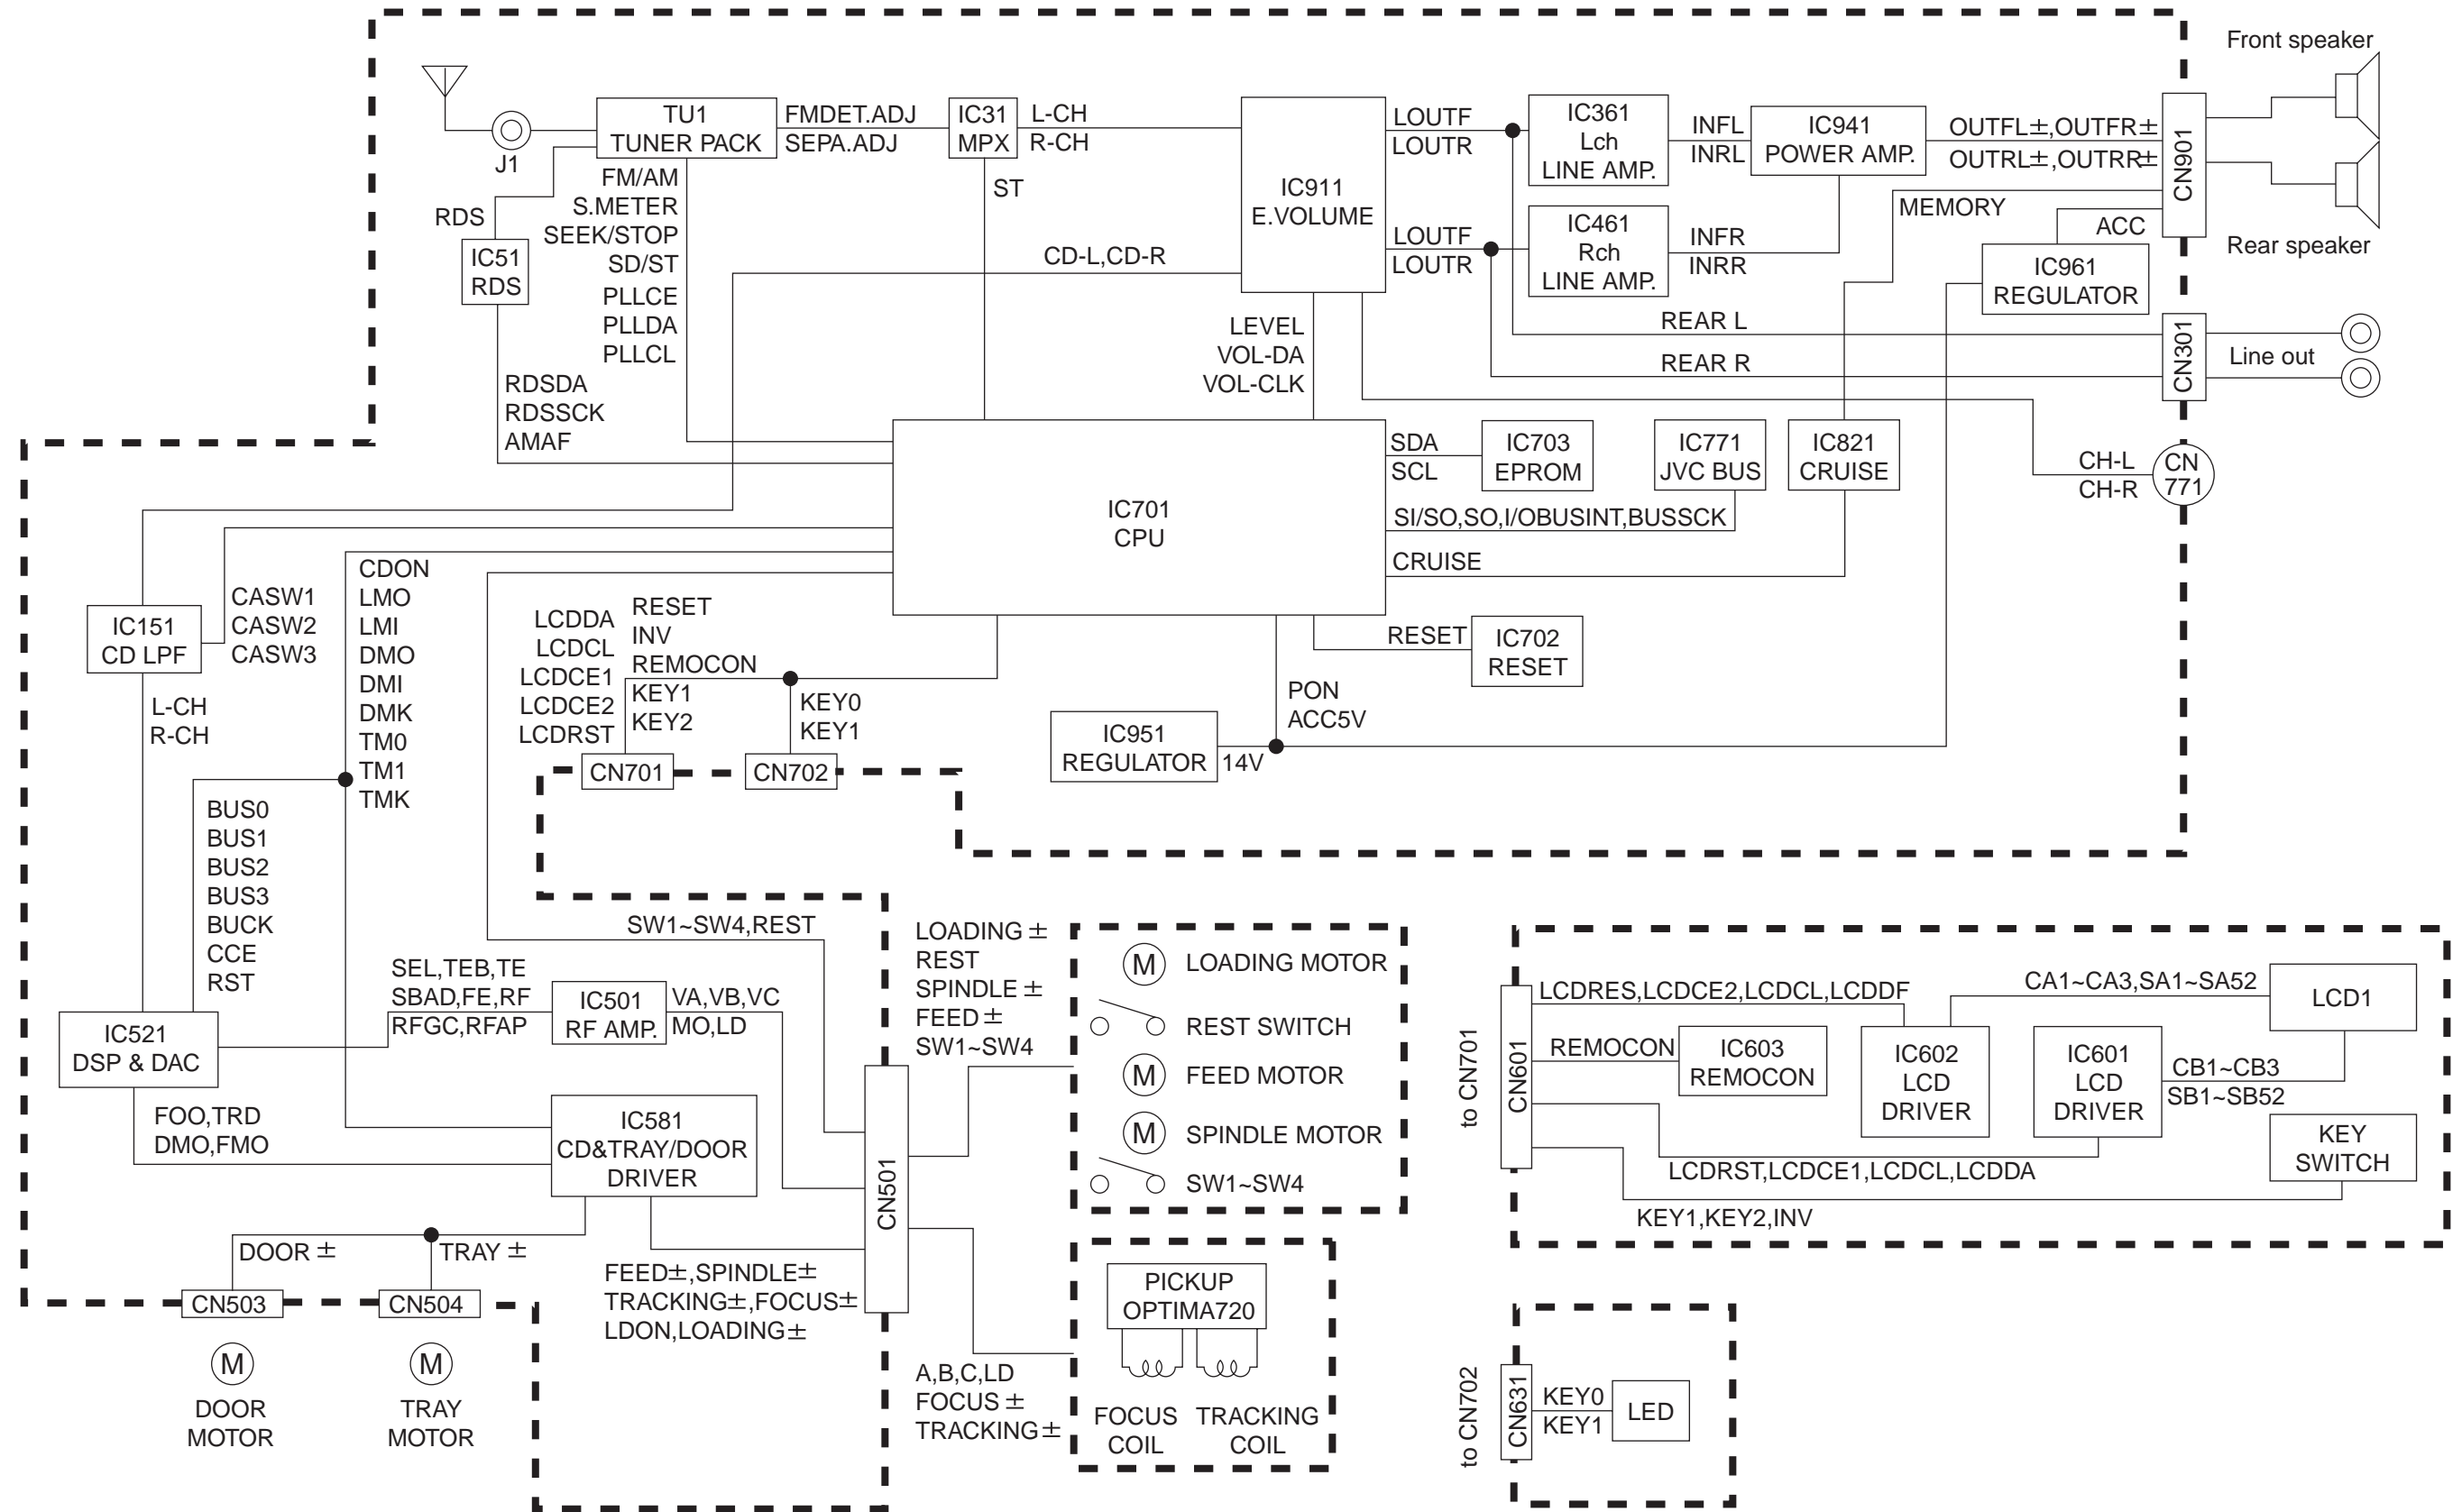 Front speaker
TU1
TUNER PACK
FMDET.ADJ
SEPA.ADJ
IC31
MPX
L-CH
R-CH
J1
ST
IC911
E.VOLUME
LOUTF
LOUTR
IC361
Lch
LINE AMP.
INFL
INRL
IC941
POWER AMP.
OUTFL±,OUTFR±
OUTRL±,OUTRR±
CN901
Rear speaker
MEMORY
ACC
IC961
REGULATOR
LOUTF
LOUTR
IC461
Rch
LINE AMP.
INFR
INRR
RDS
IC51
RDS
FM/AM
S.METER
SEEK/STOP
SD/ST
PLLCE
PLLDA
PLLCL
CD-L,CD-R
LEVEL
VOL-DA
VOL-CLK
REAR L
REAR R
CN301
Line out
RDSDA
RDSSCK
AMAF
IC701
CPU
SDA
SCL
IC703
EPROM
IC771
JVC BUS
IC821
CRUISE
CH-L
CH-R
CN
771
SI/SO,SO,I/OBUSINT,BUSSCK
CRUISE
RESET
IC702
RESET
PON
ACC5V
IC951
REGULATOR
14V
IC151
CD LPF
CASW1
CASW2
CASW3
CDON
LMO
LMI
DMO
DMI
DMK
TM0
TM1
TMK
LCDDA
LCDCL
LCDCE1
LCDCE2
LCDRST
RESET
INV
REMOCON
KEY1
KEY2
KEY0
KEY1
CN701
CN702
L-CH
R-CH
BUS0
BUS1
BUS2
BUS3
BUCK
CCE
RST
SW1~SW4,REST
SEL,TEB,TE
SBAD,FE,RF
RFGC,RFAP
IC501
RF AMP.
VA,VB,VC
MO,LD
IC521
DSP & DAC
FOO,TRD
DMO,FMO
IC581
CD&TRAY/DOOR
DRIVER
CN501
DOOR ±
TRAY ±
CN503
CN504
FEED±,SPINDLE±
TRACKING±,FOCUS±
LDON,LOADING±
M
DOOR
MOTOR
M
TRAY
MOTOR
LOADING ±
REST
SPINDLE ±
FEED ±
SW1~SW4
M
LOADING MOTOR
REST SWITCH
M
FEED MOTOR
M
SPINDLE MOTOR
SW1~SW4
A,B,C,LD
FOCUS ±
TRACKING ±
PICKUP
OPTIMA720
FOCUS
COIL
TRACKING
COIL
to CN701
CN601
LCDRES,LCDCE2,LCDCL,LCDDF
REMOCON
IC603
REMOCON
IC602
LCD
DRIVER
IC601
LCD
DRIVER
CA1~CA3,SA1~SA52
LCD1
CB1~CB3
SB1~SB52
KEY
SWITCH
LCDRST,LCDCE1,LCDCL,LCDDA
KEY1,KEY2,INV
to CN702
CN631
KEY0
KEY1
LED